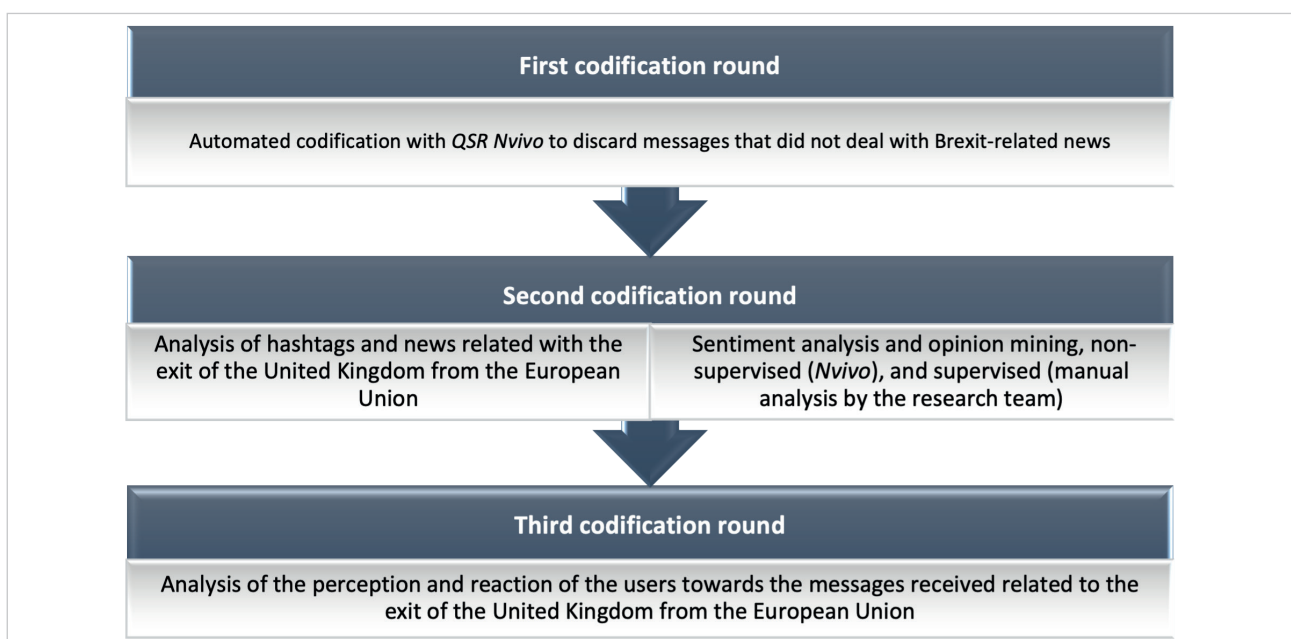 First codification round
Automated codification with QSR Nvivo to discard messages that did not deal with Brexit-related news
Second codification round
Analysis of hashtags and news related with the
exit of the United Kingdom from the European
Union
Sentiment analysis and opinion mining, non-
supervised (Nvivo), and supervised (manual
analysis by the research team)
Third codification round
Analysis of the perception and reaction of the users towards the messages received related to the
exit of the United Kingdom from the European Union